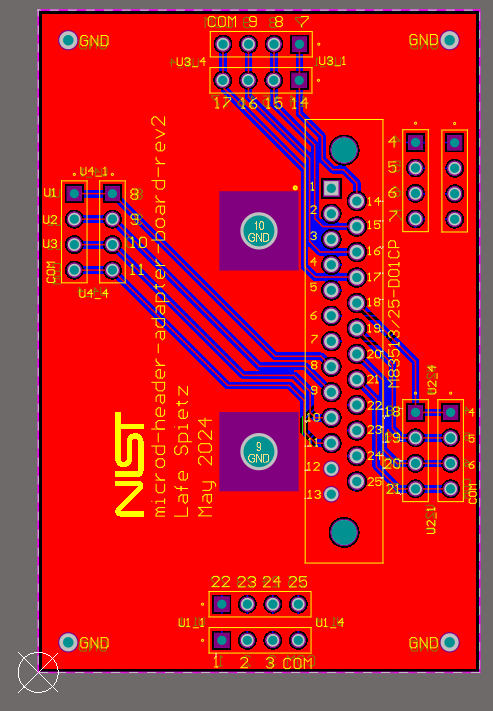 COM 9 8 7
GND
GND
U3_4
U3_1
17 16 15 14
4
5
6
7
U4_1
U1
U2
U3
COM
8
9
10
11
U4_4
10
GND
9
GND
1
2
3
4
5
6
7
8
9
10
11
12
13
14
15
16
17
18
19
20
21
22
23
24
25
M83513/25-D01CP
NIST
microd-header-adapter-board-rev2
Lafe Spietz
May 2024
U2_4
18
19
20
21
4
5
6
COM
U2_1
22 23 24 25
U1_1
U1_4
1 2 3 COM
GND
GND